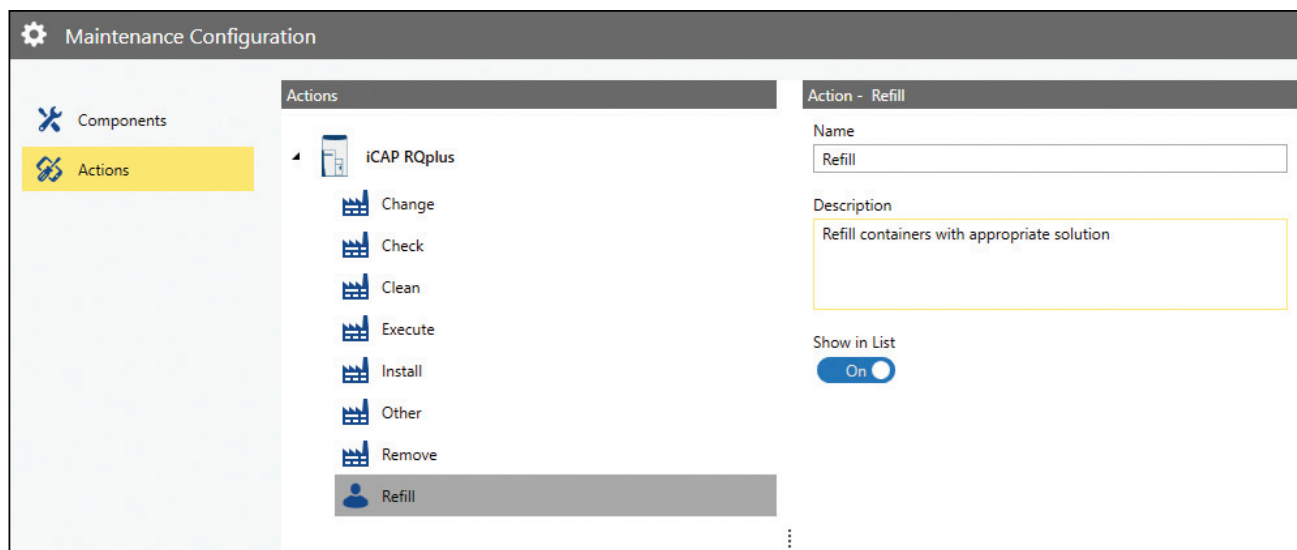 Maintenance Configuration
Components
Actions
Actions
iCAP RQplus
Change
Check
Clean
Execute
Install
Other
Remove
Refill
Action - Refill
Name
Refill
Description
Refill containers with appropriate solution
Show in List
On